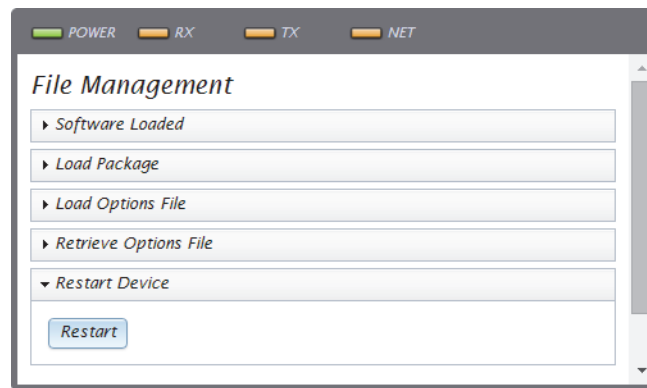 POWER RX TX NET
File Management
Software Loaded
Load Package
Load Options File
Retrieve Options File
Restart Device
Restart